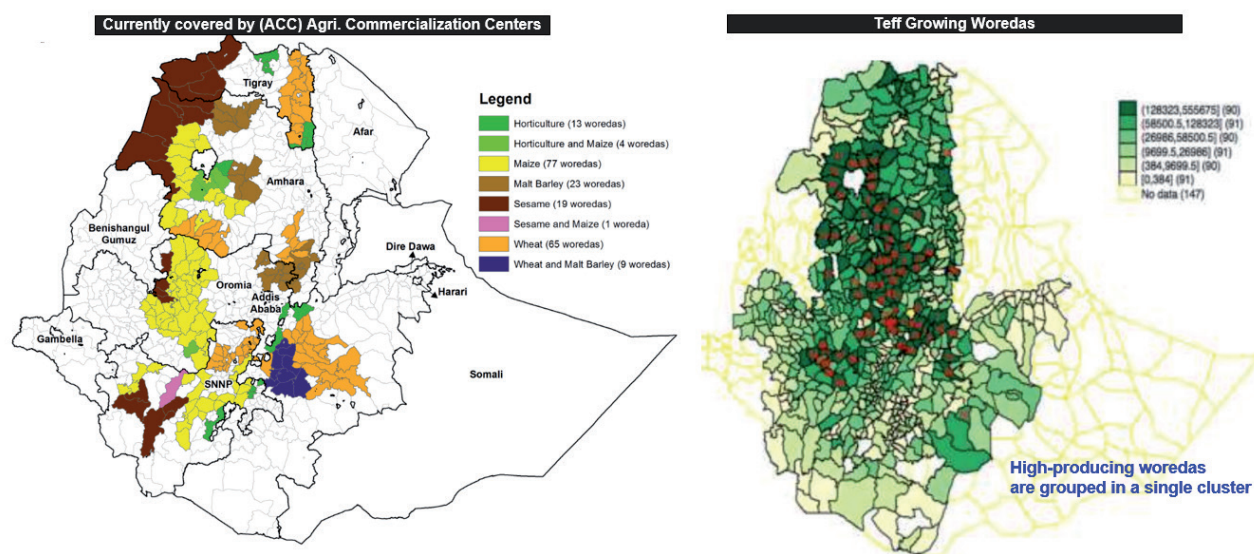 Currently covered by (ACC) Agri. Commercialization Centers
Tigray
Afar
Amhara
Benishangul
Gumuz
Dire Dawa
Harari
Oromia
Addis
Ababa
Gambella
SNNP
Somali
Legend
Horticulture (13 woredas)
Horticulture and Maize (4 woredas)
Maize (77 woredas)
Malt Barley (23 woredas)
Sesame (19 woredas)
Sesame and Maize (1 woreda)
Wheat (65 woredas)
Wheat and Malt Barley (9 woredas)
Teff Growing Woredas
(128323,555675] (90)
(58500.5,128323] (91)
(26986,58500.5] (90)
(9699.5,26986] (91)
(384,9699.5] (90)
[0,384] (91)
No data (147)
High-producing woredas
are grouped in a single cluster